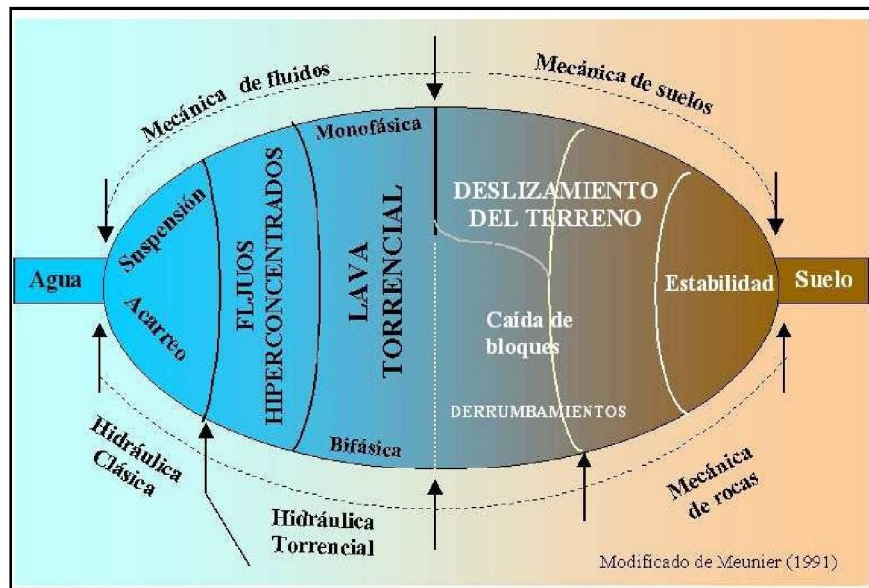 Mecánica de fluidos
Mecánica de suelos
Monofásica
Suspensión
Acarreo
FLJUOS
HIPERCONCENTRADOS
LAVA
TORRENCIAL
DESLIZAMIENTO
DEL TERRENO
Agua
Estabilidad
Suelo
Caída de
bloques
DERRUMBAMIENTOS
Bifásica
Hidráulica
Clásica
Hidráulica
Torrencial
Mecánica
de rocas
Modificado de Meunier (1991)